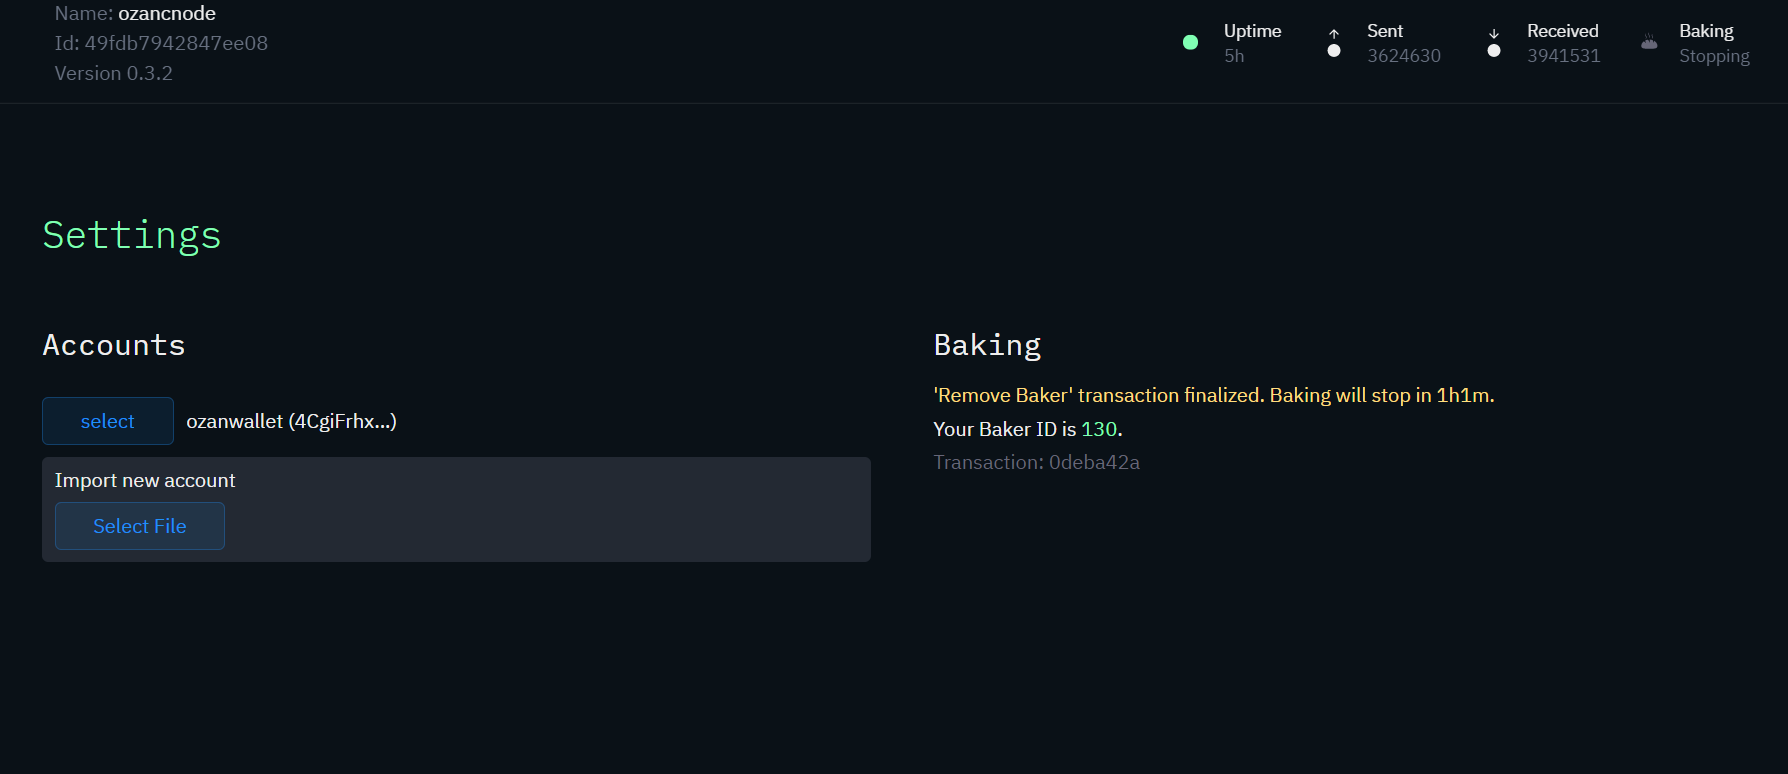 Name: ozancnode
Id: 49fdb7942847ee08
Version 0.3.2
Uptime
5h
Sent
3624630
Received
3941531
Baking
Stopping
Settings
Accounts
select
ozanwallet (4CgiFrhx...)
Import new account
Select File
Baking
'Remove Baker' transaction finalized. Baking will stop in 1h1m.
Your Baker ID is 130.
Transaction: 0deba42a